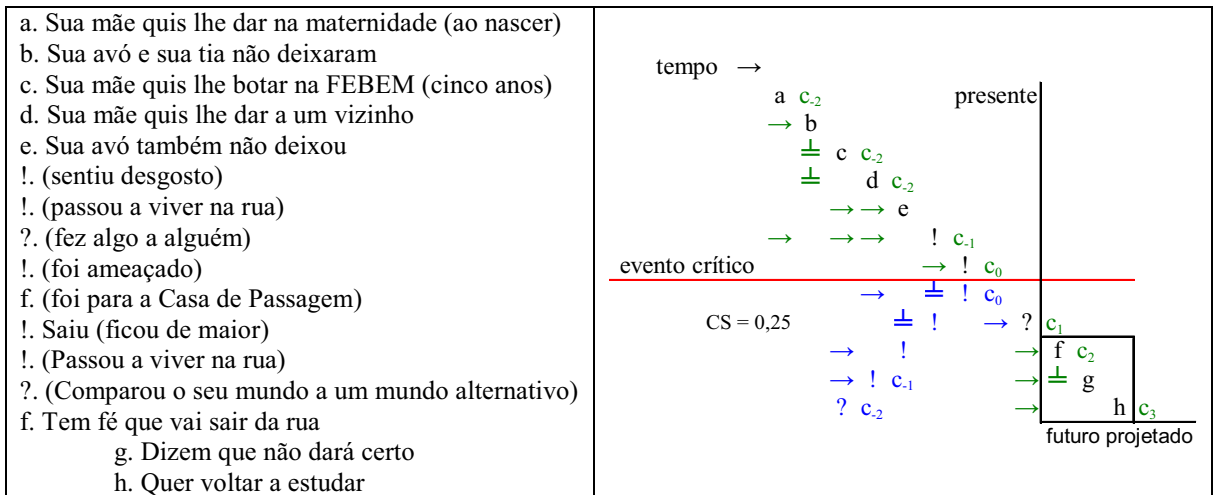 a. Sua mãe quis lhe dar na maternidade (ao nascer)
b. Sua avó e sua tia não deixaram
c. Sua mãe quis lhe botar na FEBEM (cinco anos)
d. Sua mãe quis lhe dar a um vizinho
e. Sua avó também não deixou
!. (sentiu desgosto)
!. (passou a viver na rua)
?. (fez algo a alguém)
!. (foi ameaçado)
f. (foi para a Casa de Passagem)
!. Saiu (ficou de maior)
!. (Passou a viver na rua)
?. (Comparou o seu mundo a um mundo alternativo)
f. Tem fé que vai sair da rua
g. Dizem que não dará certo
h. Quer voltar a estudar
tempo →
presente
a c₋₂
→ b
╧ c c₋₂
╧ d c₋₂
→ → e
→ → → ! c₋₁
→ ! c₀
evento crítico
→ ╧ ! c₀
CS = 0,25 ╧ ! → ? c₁
→ ! → f c₂
→ ! c₋₁ → ╧ g
? c₋₂ → h c₃
futuro projetado